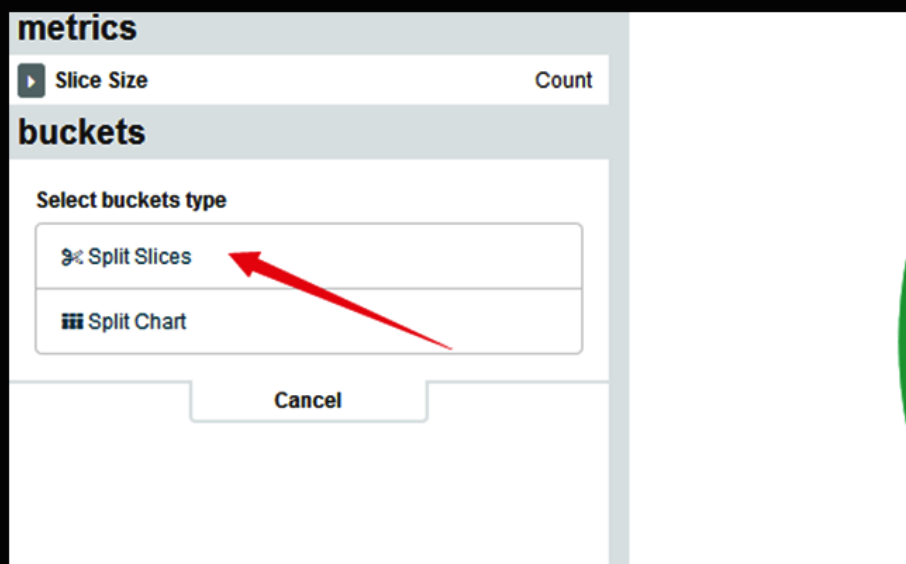 metrics
Slice Size Count
buckets
Select buckets type
Split Slices
Split Chart
Cancel